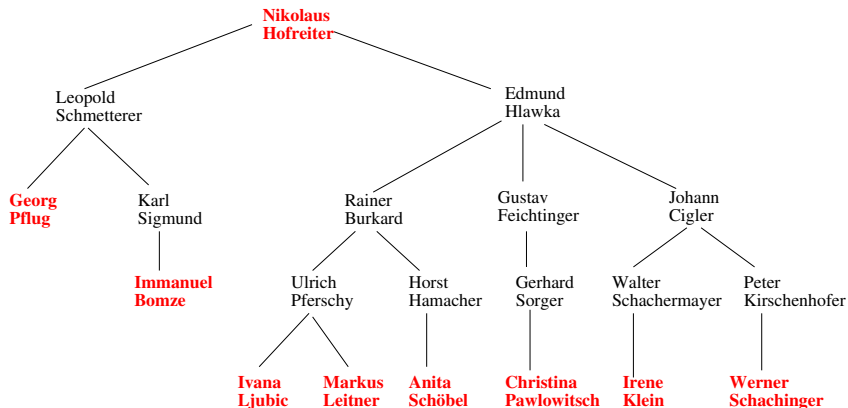 Nikolaus
Hofreiter
Leopold
Schmetterer
Edmund
Hlawka
Georg
Pflug
Karl
Sigmund
Rainer
Burkard
Gustav
Feichtinger
Johann
Cigler
Immanuel
Bomze
Ulrich
Pferschy
Horst
Hamacher
Gerhard
Sorger
Walter
Schachermayer
Peter
Kirschenhofer
Ivana
Ljubic
Markus
Leitner
Anita
Schöbel
Christina
Pawlowitsch
Irene
Klein
Werner
Schachinger